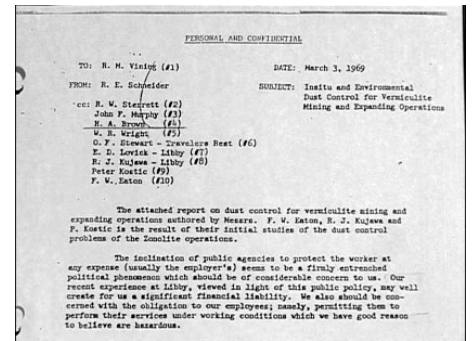 PERSONAL AND CONFIDENTIAL
TO: R. M. Vining (#1) DATE: March 3, 1969
FROM: R. E. Schneider SUBJECT: Insitu and Environmental
Dust Control for Vermiculite
Mining and Expanding Operations
cc: R. W. Sterrett (#2)
John F. Murphy (#3)
H. A. Brown (#4)
W. R. Wright (#5)
O. F. Stewart - Travelers Rest (#6)
E. D. Lovick - Libby (#7)
R. J. Kujawa - Libby (#8)
Peter Kostic (#9)
F. W. Eaton (#10)
The attached report on dust control for vermiculite mining and
expanding operations authored by Messrs. F. W. Eaton, R. J. Kujawa and
P. Kostic is the result of their initial studies of the dust control
problems of the Zonolite operations.
The inclination of public agencies to protect the worker at
any expense (usually the employer's) seems to be a firmly entrenched
political phenomenon which should be of considerable concern to us. Our
recent experience at Libby, viewed in light of this public policy, may well
create for us a significant financial liability. We also should be con-
cerned with the obligation to our employees; namely, permitting them to
perform their services under working conditions which we have good reason
to believe are hazardous.